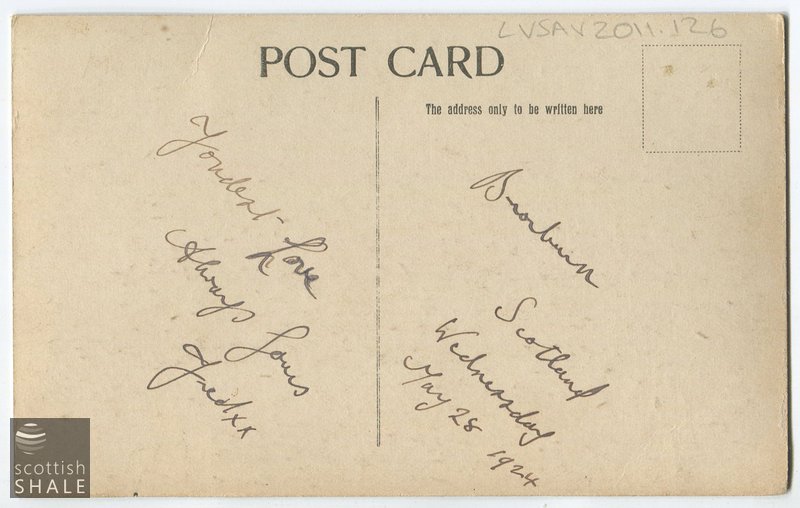 LVSAV2011.126
POST CARD
The address only to be written here
Fondest Love
Always Yours
Fred xx
Broxburn
Scotland
Wednesday
May 28 1924
scottish
SHALE